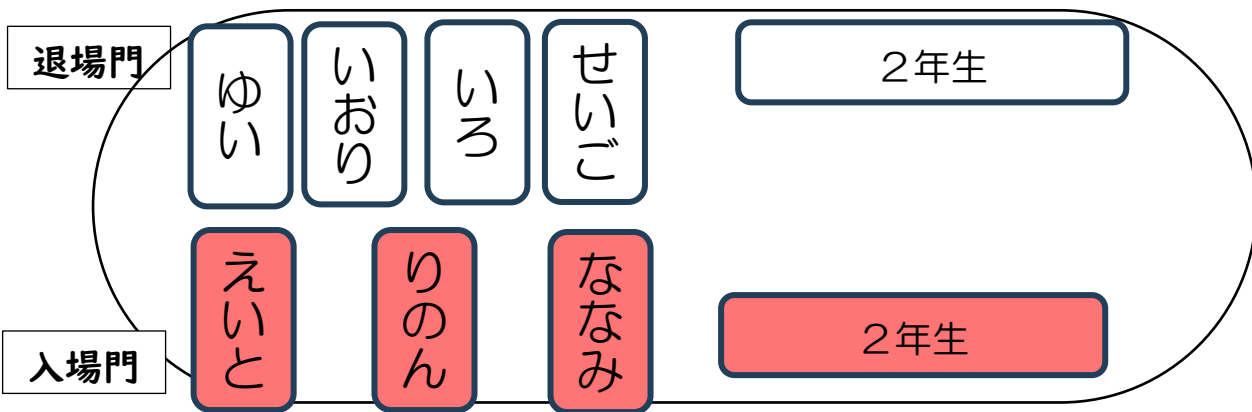 退場門
ゆい
いおり
いろ
せいご
２年生
入場門
えいと
りのん
ななみ
２年生